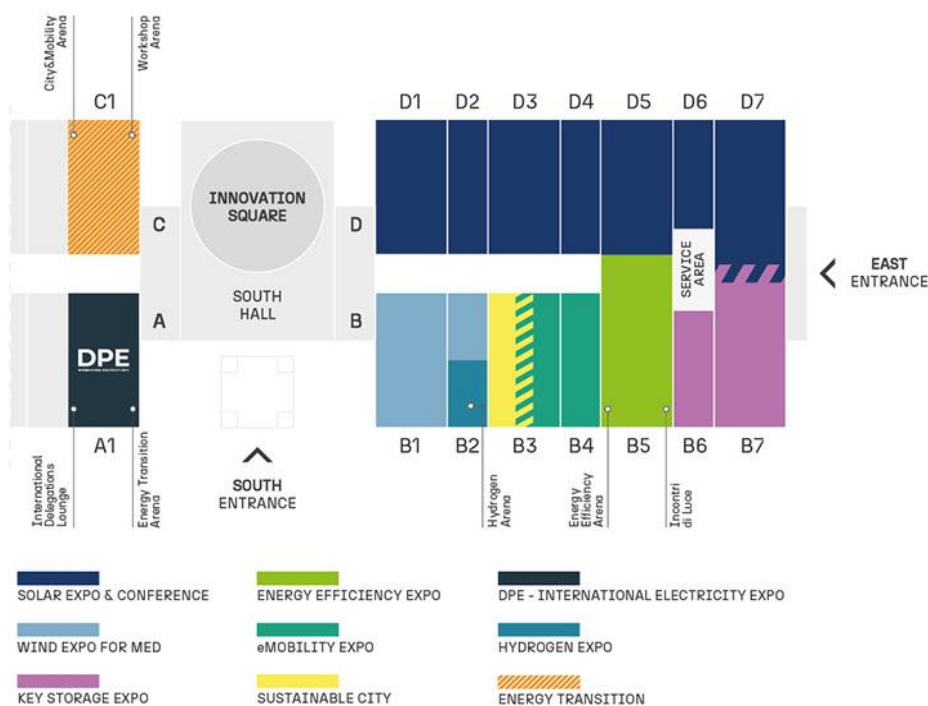 City&Mobility
Arena
Workshop
Arena
C1
D1
D2
D3
D4
D5
D6
D7
INNOVATION
SQUARE
C
D
SOUTH
HALL
A
B
SERVICE
AREA
EAST
ENTRANCE
DPE
A1
SOUTH
ENTRANCE
B1
B2
B3
B4
B5
B6
B7
International
Delegations
Lounge
Energy Transition
Arena
Hydrogen
Arena
Energy
Efficiency
Arena
Incontri
di Luce
SOLAR EXPO & CONFERENCE
ENERGY EFFICIENCY EXPO
DPE - INTERNATIONAL ELECTRICITY EXPO
WIND EXPO FOR MED
eMOBILITY EXPO
HYDROGEN EXPO
KEY STORAGE EXPO
SUSTAINABLE CITY
ENERGY TRANSITION